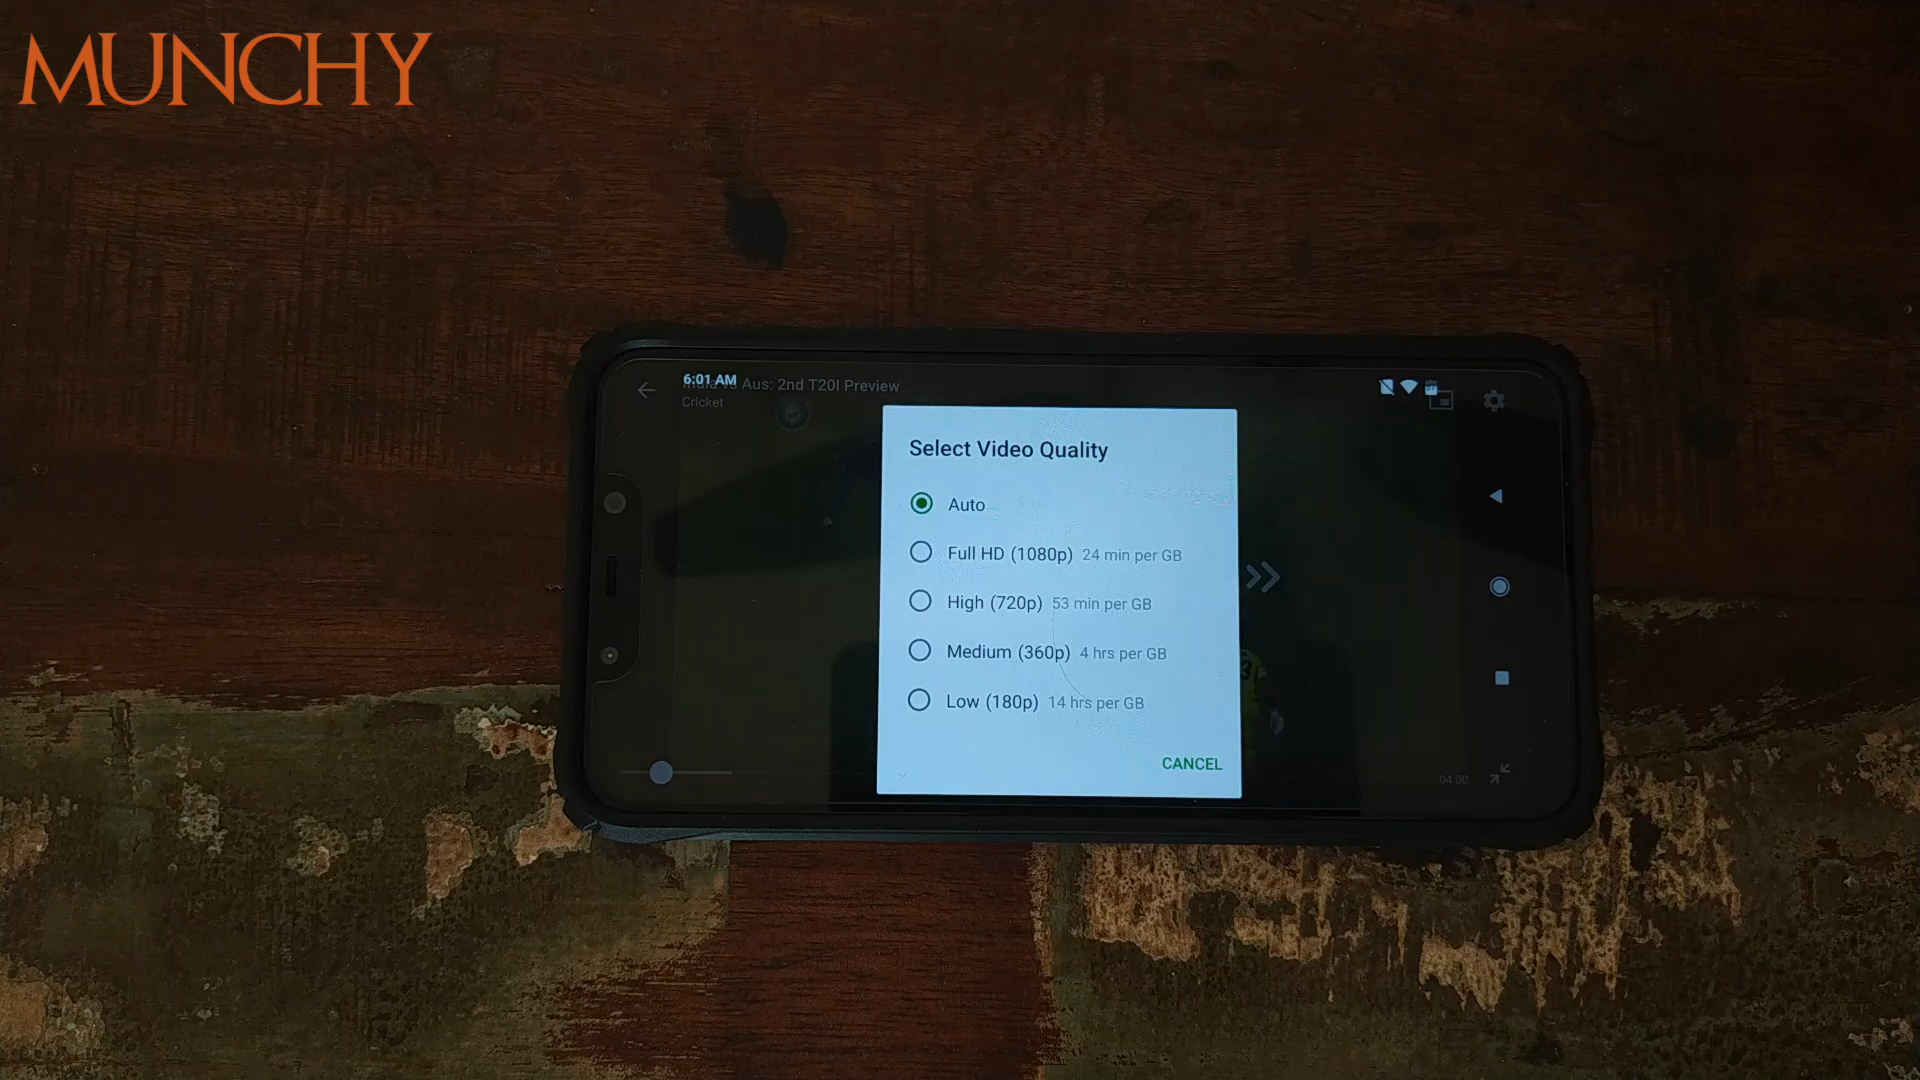 MUNCHY
6:01 AM
India vs Aus: 2nd T20I Preview
Cricket
Select Video Quality
Auto
Full HD (1080p) 24 min per GB
High (720p) 53 min per GB
Medium (360p) 4 hrs per GB
Low (180p) 14 hrs per GB
CANCEL
04:00